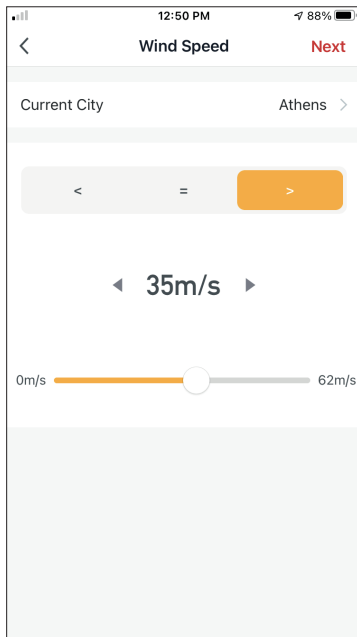 12:50 PM 88%
Wind Speed Next
Current City Athens
< = >
35m/s
0m/s 62m/s